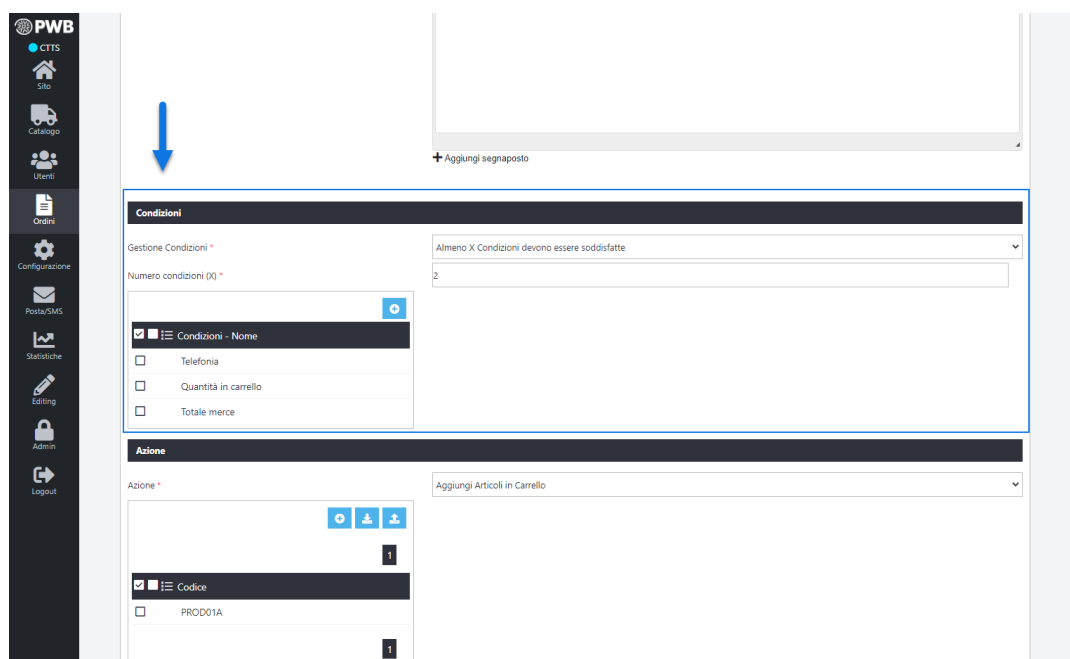 PWB
CTTS
Sito
Catalogo
Utenti
Ordini
Configurazione
Posta/SMS
Statistiche
Editing
Admin
Logout
Aggiungi segnaposto
Condizioni
Gestione Condizioni *
Almeno X Condizioni devono essere soddisfatte
Numero condizioni (X) *
2
Condizioni - Nome
Telefonia
Quantità in carrello
Totale merce
Azione
Azione *
Aggiungi Articoli in Carrello
1
Codice
PROD01A
1